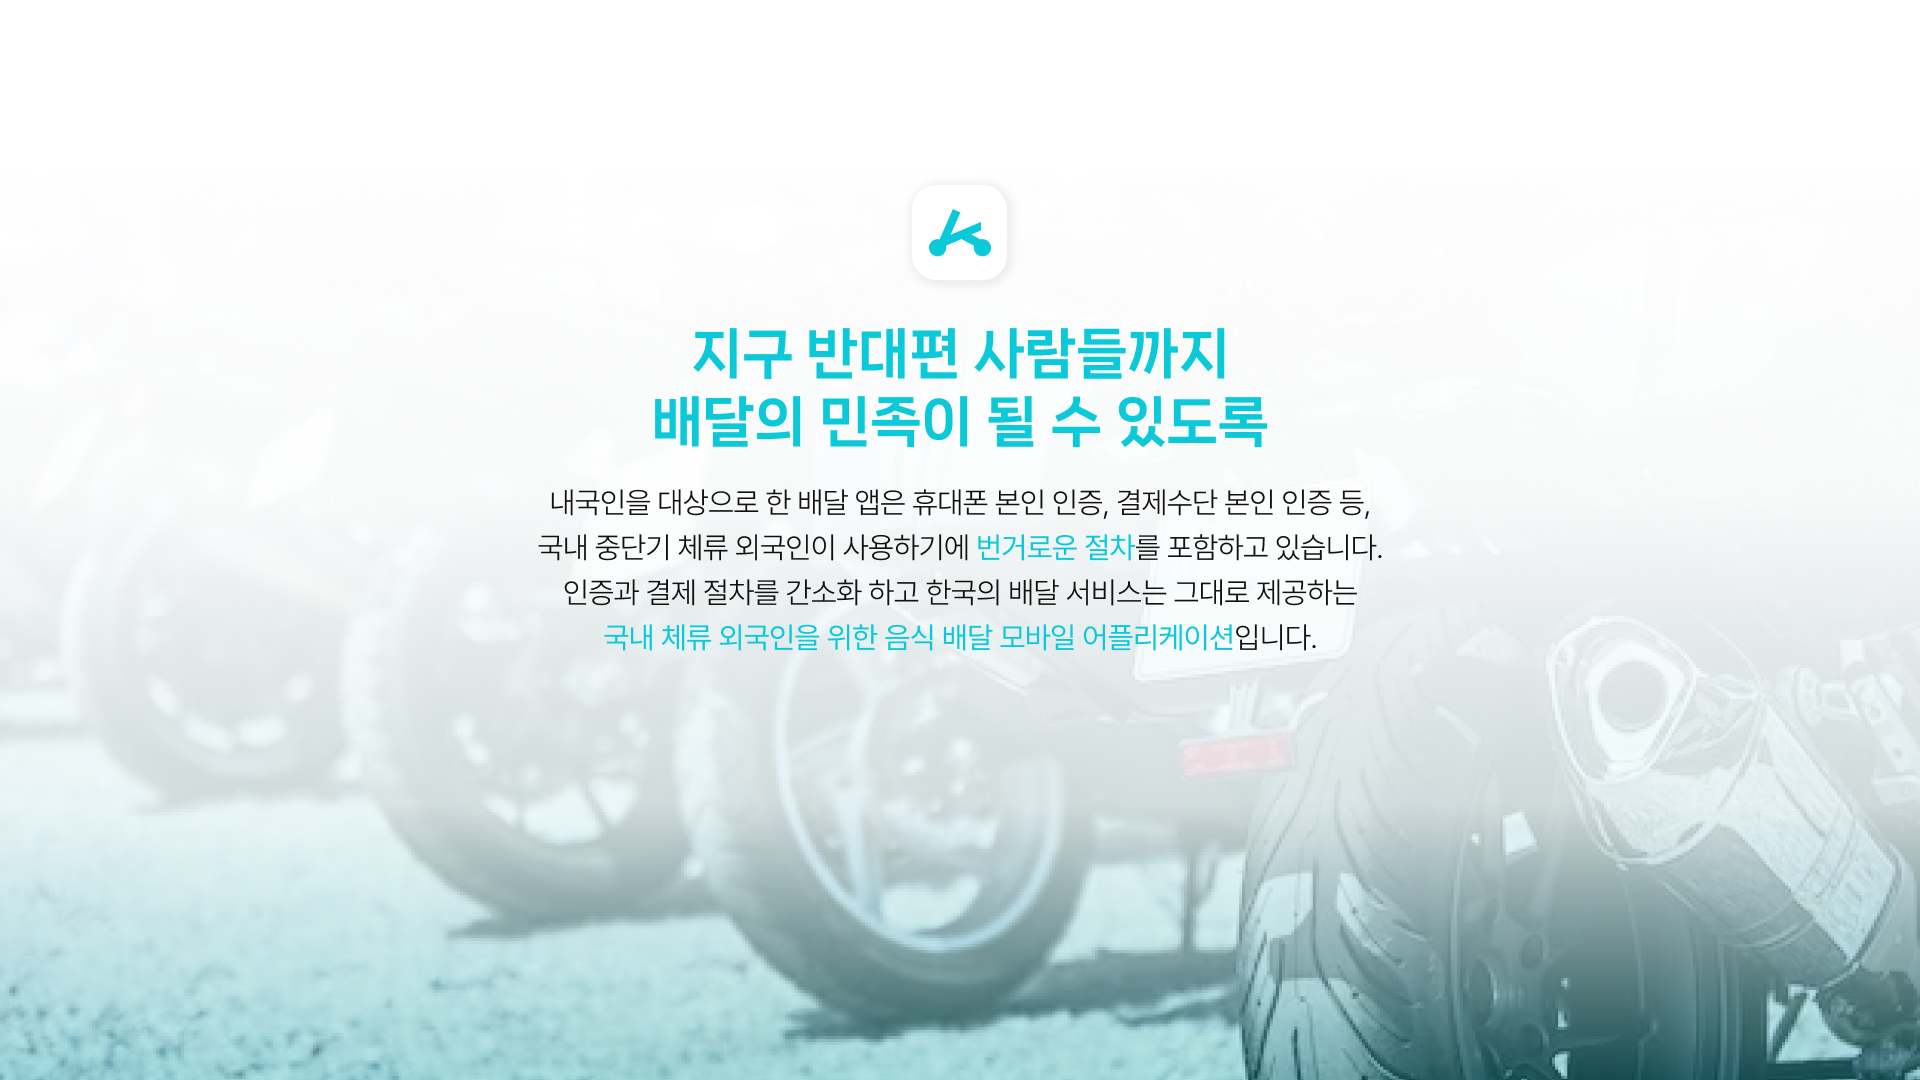 지구 반대편 사람들까지
배달의 민족이 될 수 있도록
내국인을 대상으로 한 배달 앱은 휴대폰 본인 인증, 결제수단 본인 인증 등,
국내 중단기 체류 외국인이 사용하기에 번거로운 절차를 포함하고 있습니다.
인증과 결제 절차를 간소화 하고 한국의 배달 서비스는 그대로 제공하는
국내 체류 외국인을 위한 음식 배달 모바일 어플리케이션입니다.